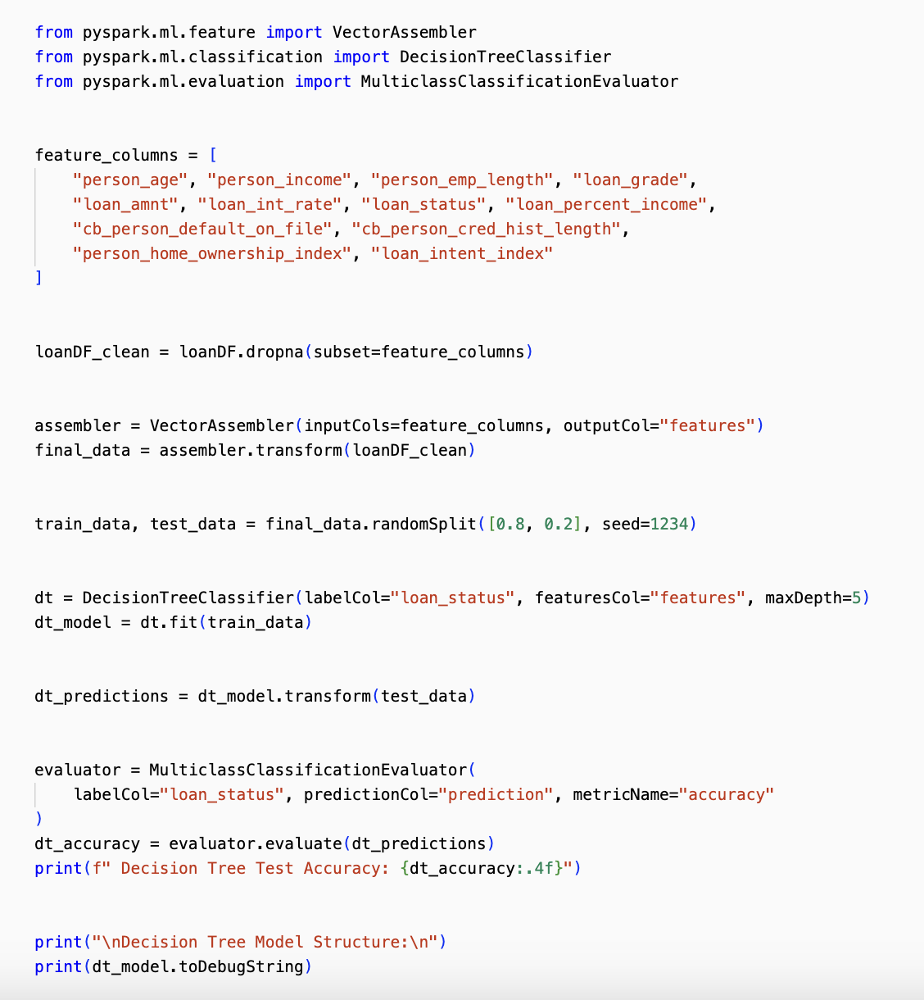 from pyspark.ml.feature import VectorAssembler
from pyspark.ml.classification import DecisionTreeClassifier
from pyspark.ml.evaluation import MulticlassClassificationEvaluator
feature_columns = [
    "person_age", "person_income", "person_emp_length", "loan_grade",
    "loan_amnt", "loan_int_rate", "loan_status", "loan_percent_income",
    "cb_person_default_on_file", "cb_person_cred_hist_length",
    "person_home_ownership_index", "loan_intent_index"
]
loanDF_clean = loanDF.dropna(subset=feature_columns)
assembler = VectorAssembler(inputCols=feature_columns, outputCol="features")
final_data = assembler.transform(loanDF_clean)
train_data, test_data = final_data.randomSplit([0.8, 0.2], seed=1234)
dt = DecisionTreeClassifier(labelCol="loan_status", featuresCol="features", maxDepth=5)
dt_model = dt.fit(train_data)
dt_predictions = dt_model.transform(test_data)
evaluator = MulticlassClassificationEvaluator(
    labelCol="loan_status", predictionCol="prediction", metricName="accuracy"
)
dt_accuracy = evaluator.evaluate(dt_predictions)
print(f" Decision Tree Test Accuracy: {dt_accuracy:.4f}")
print("\nDecision Tree Model Structure:\n")
print(dt_model.toDebugString)